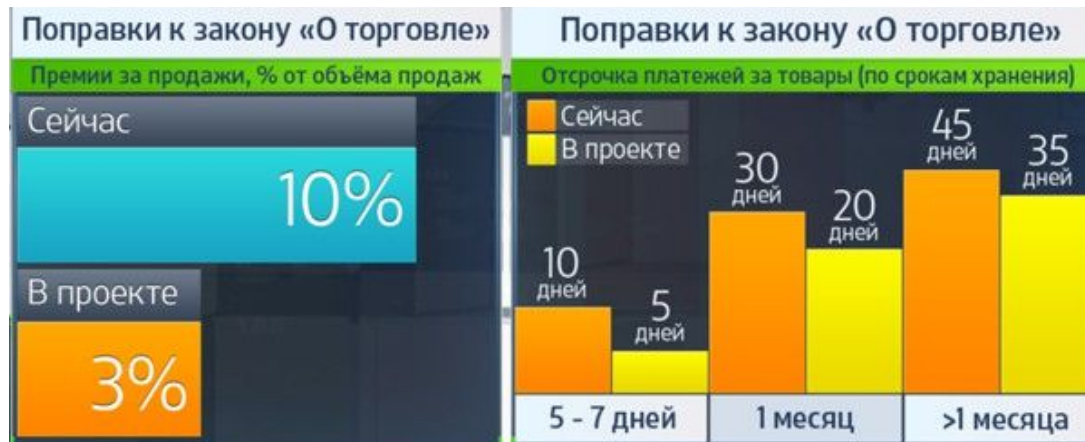 Поправки к закону «О торговле»
Премии за продажи, % от объёма продаж
Сейчас
10%
В проекте
3%
Поправки к закону «О торговле»
Отсрочка платежей за товары (по срокам хранения)
Сейчас
В проекте
10
дней
5
дней
30
дней
20
дней
45
дней
35
дней
5 - 7 дней
1 месяц
>1 месяца